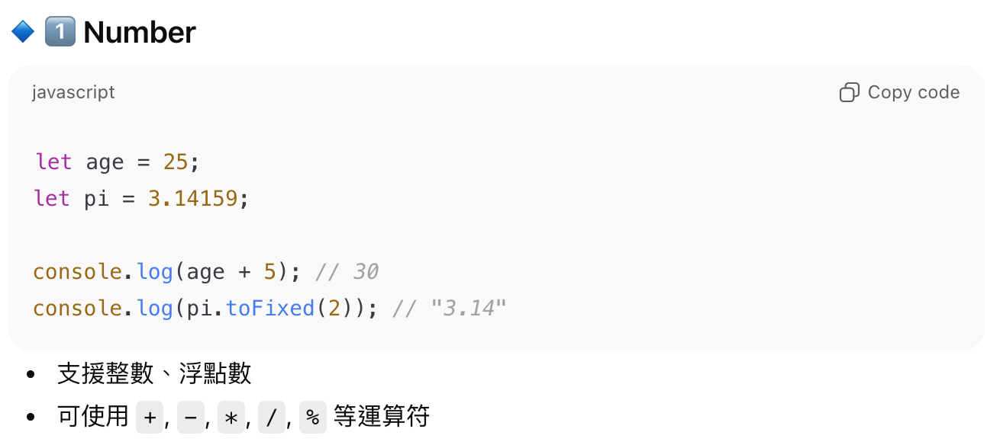 🔷 1️⃣ Number
javascript
Copy code
let age = 25;
let pi = 3.14159;
console.log(age + 5); // 30
console.log(pi.toFixed(2)); // "3.14"
• 支援整數、浮點數
• 可使用 +, −, *, /, % 等運算符